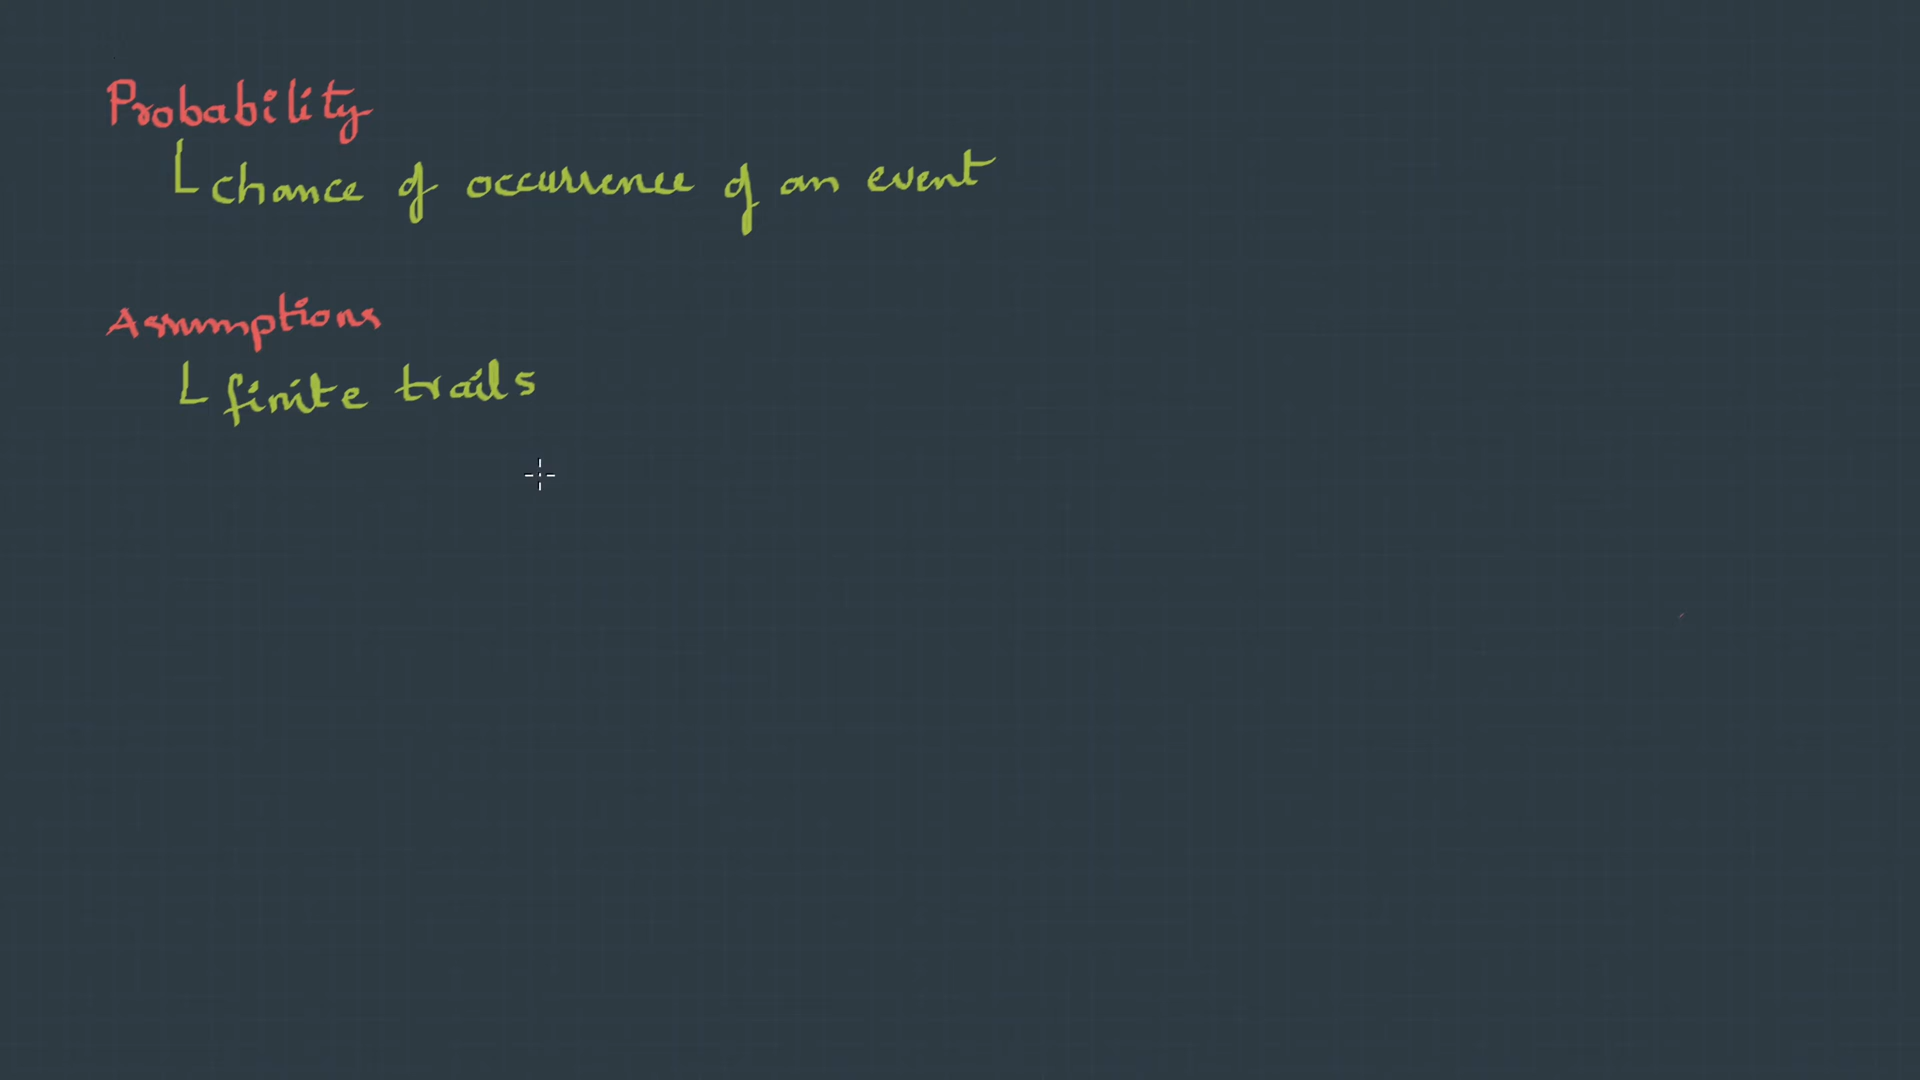 Probability
chance of occurrence of an event
Assumptions
finite trails